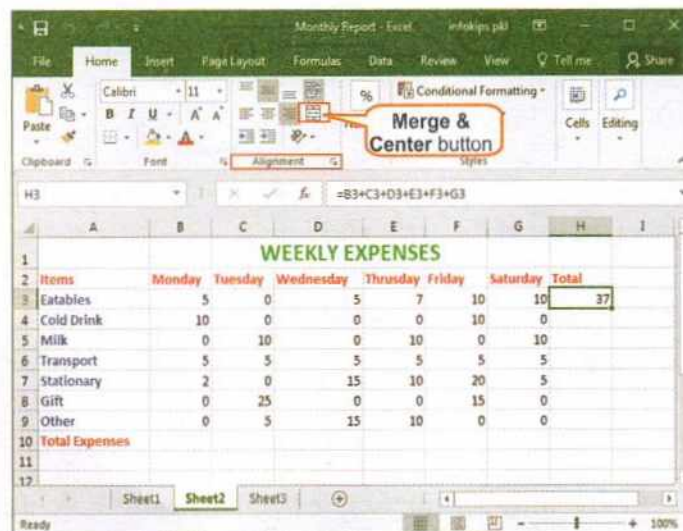 Monthly Report - Excel infokips pkl
File Home Insert Page Layout Formulas Data Review View Tell me Share
Calibri 11 % Conditional Formatting
Paste B I U A A A Cells Editing
Merge & Center button
Clipboard Font Alignment Styles
H3 fx =B3+C3+D3+E3+F3+G3
A B C D E F G H I
1 WEEKLY EXPENSES
2 Items Monday Tuesday Wednesday Thrusday Friday Saturday Total
3 Eatables 5 0 5 7 10 10 37
4 Cold Drink 10 0 0 0 10 0
5 Milk 0 10 0 10 0 10
6 Transport 5 5 5 5 5 5
7 Stationary 2 0 15 10 20 5
8 Gift 0 25 0 0 15 0
9 Other 0 5 15 10 0 0
10 Total Expenses
11
12
Sheet1 Sheet2 Sheet3
Ready 100%